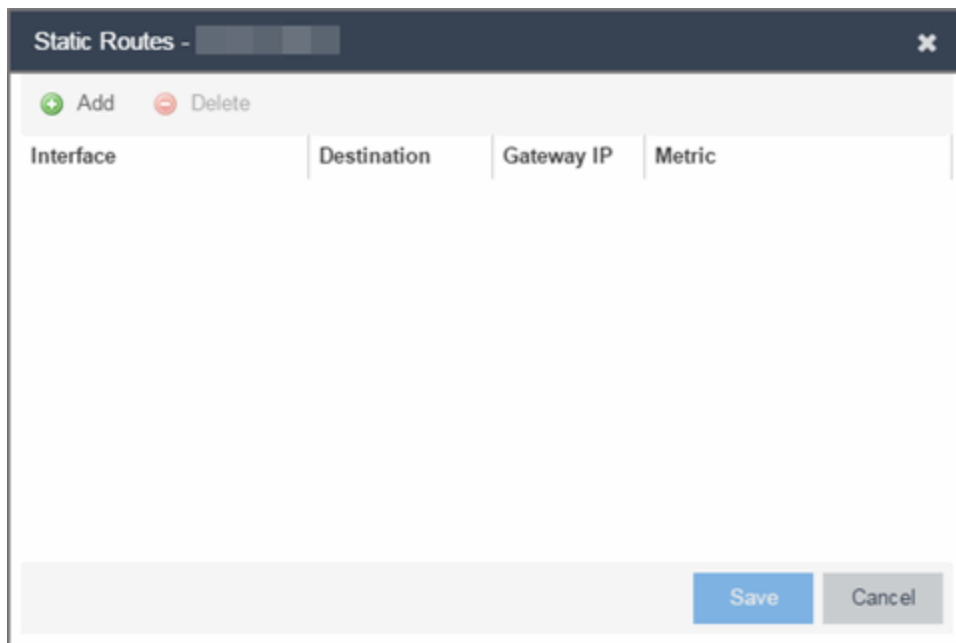 Static Routes -
Add Delete
Interface Destination Gateway IP Metric
Save Cancel